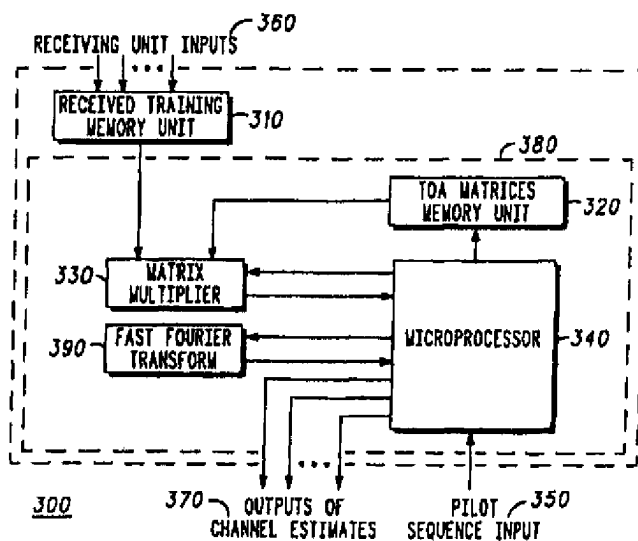 360
RECEIVING UNIT INPUTS
RECEIVED TRAINING
MEMORY UNIT
310
380
TOA MATRICES
MEMORY UNIT
320
330
MATRIX
MULTIPLIER
390
FAST FOURIER
TRANSFORM
MICROPROCESSOR
340
300
370
OUTPUTS OF
CHANNEL ESTIMATES
PILOT
SEQUENCE INPUT
350